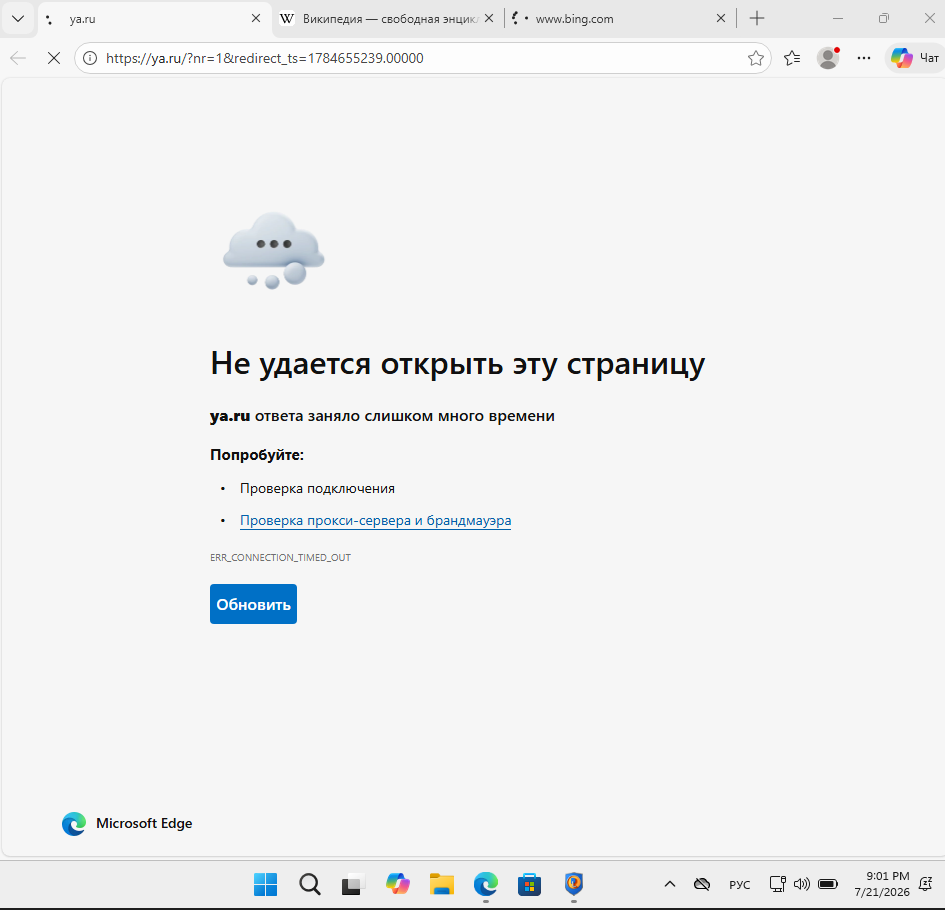 ya.ru
Википедия — свободная энцик
www.bing.com
https://ya.ru/?nr=1&redirect_ts=1784655239.00000
Чат
Не удается открыть эту страницу
ya.ru ответа заняло слишком много времени
Попробуйте:
• Проверка подключения
• Проверка прокси-сервера и брандмауэра
ERR_CONNECTION_TIMED_OUT
Обновить
Microsoft Edge
РУС
9:01 PM
7/21/2026